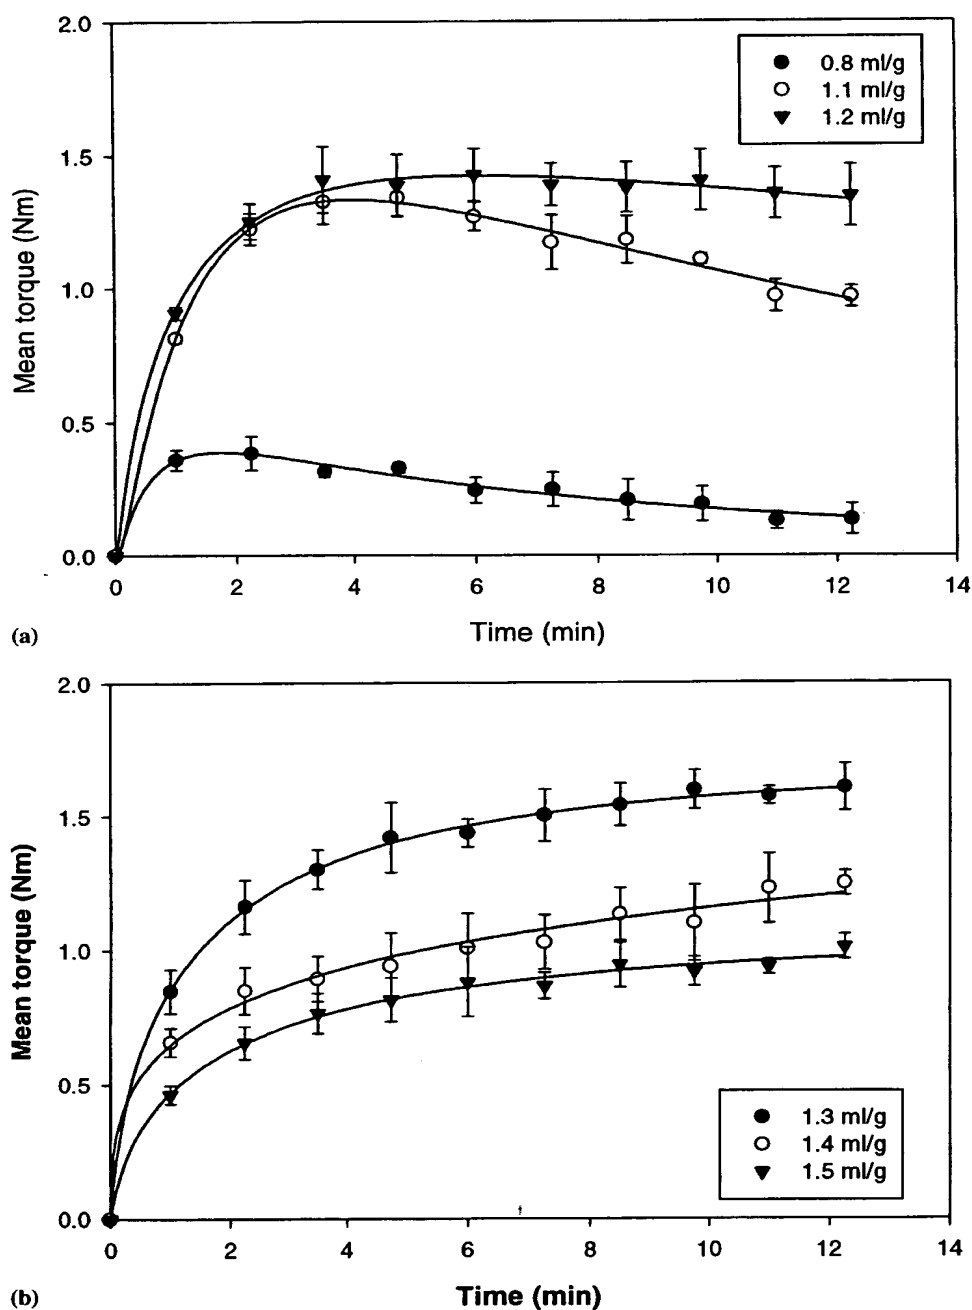 2.0
1.5
1.0
0.5
0.0
Mean torque (Nm)
0.8 ml/g
1.1 ml/g
1.2 ml/g
0 2 4 6 8 10 12 14
Time (min)
(a)
2.0
1.5
1.0
0.5
0.0
Mean torque (Nm)
1.3 ml/g
1.4 ml/g
1.5 ml/g
0 2 4 6 8 10 12 14
Time (min)
(b)